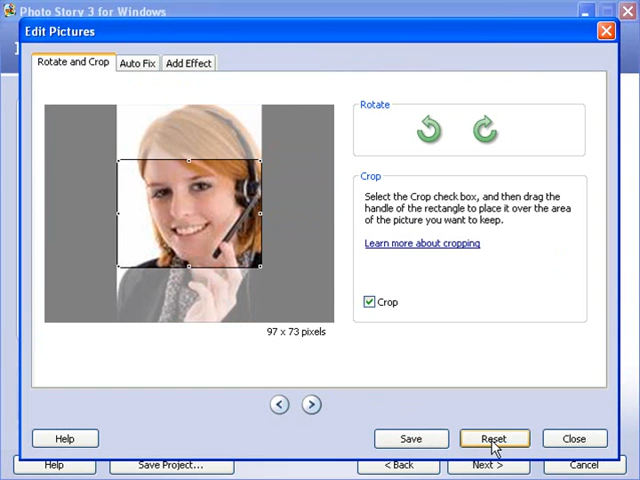 Photo Story 3 for Windows
Edit Pictures
Rotate and Crop
Auto Fix
Add Effect
Rotate
Crop
Select the Crop check box, and then drag the
handle of the rectangle to place it over the area
of the picture you want to keep.
Learn more about cropping
Crop
97 x 73 pixels
Help
Save
Reset
Close
Help
Save Project...
< Back
Next >
Cancel